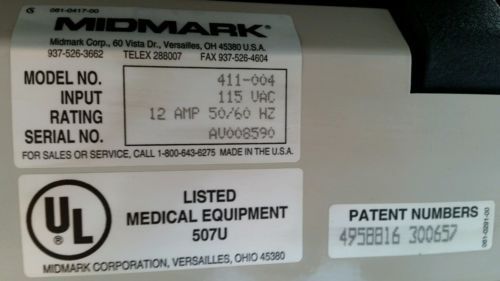 061-0417-00
MIDMARK®
Midmark Corp., 60 Vista Dr., Versailles, OH 45380 U.S.A.
937-526-3662 TELEX 288007 FAX 937-526-4604
MODEL NO. 411-004
INPUT 115 VAC
RATING 12 AMP 50/60 HZ
SERIAL NO. AV008590
FOR SALES OR SERVICE, CALL 1-800-643-6275 MADE IN THE U.S.A.
UL
LISTED
MEDICAL EQUIPMENT
507U
MIDMARK CORPORATION, VERSAILLES, OHIO 45380
PATENT NUMBERS
4958816 300657
061-0291-00